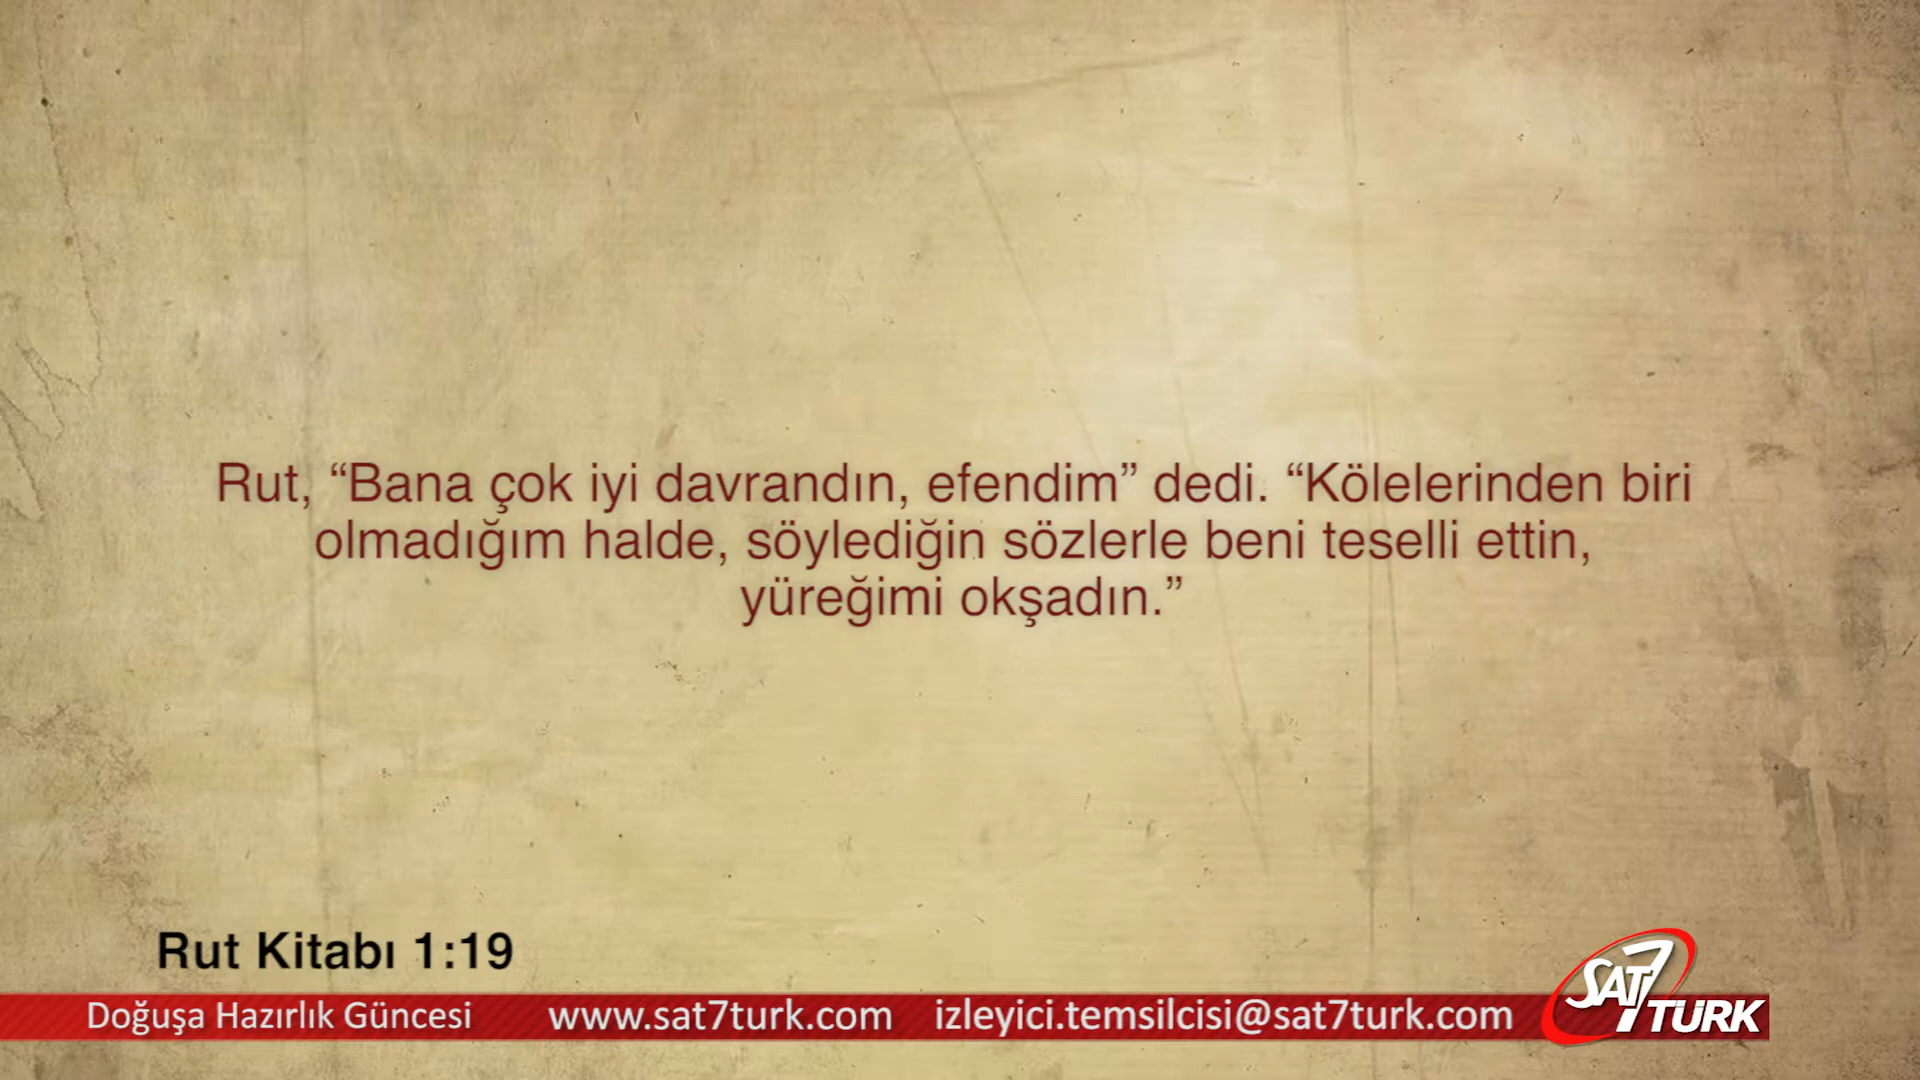 Rut, “Bana çok iyi davrandın, efendim” dedi. “Kölelerinden biri
olmadığım halde, söylediğin sözlerle beni teselli ettin,
yüreğimi okşadın.”
Rut Kitabı 1:19
Doğuşa Hazırlık Güncesi www.sat7turk.com izleyici.temsilcisi@sat7turk.com
SAT7 TÜRK